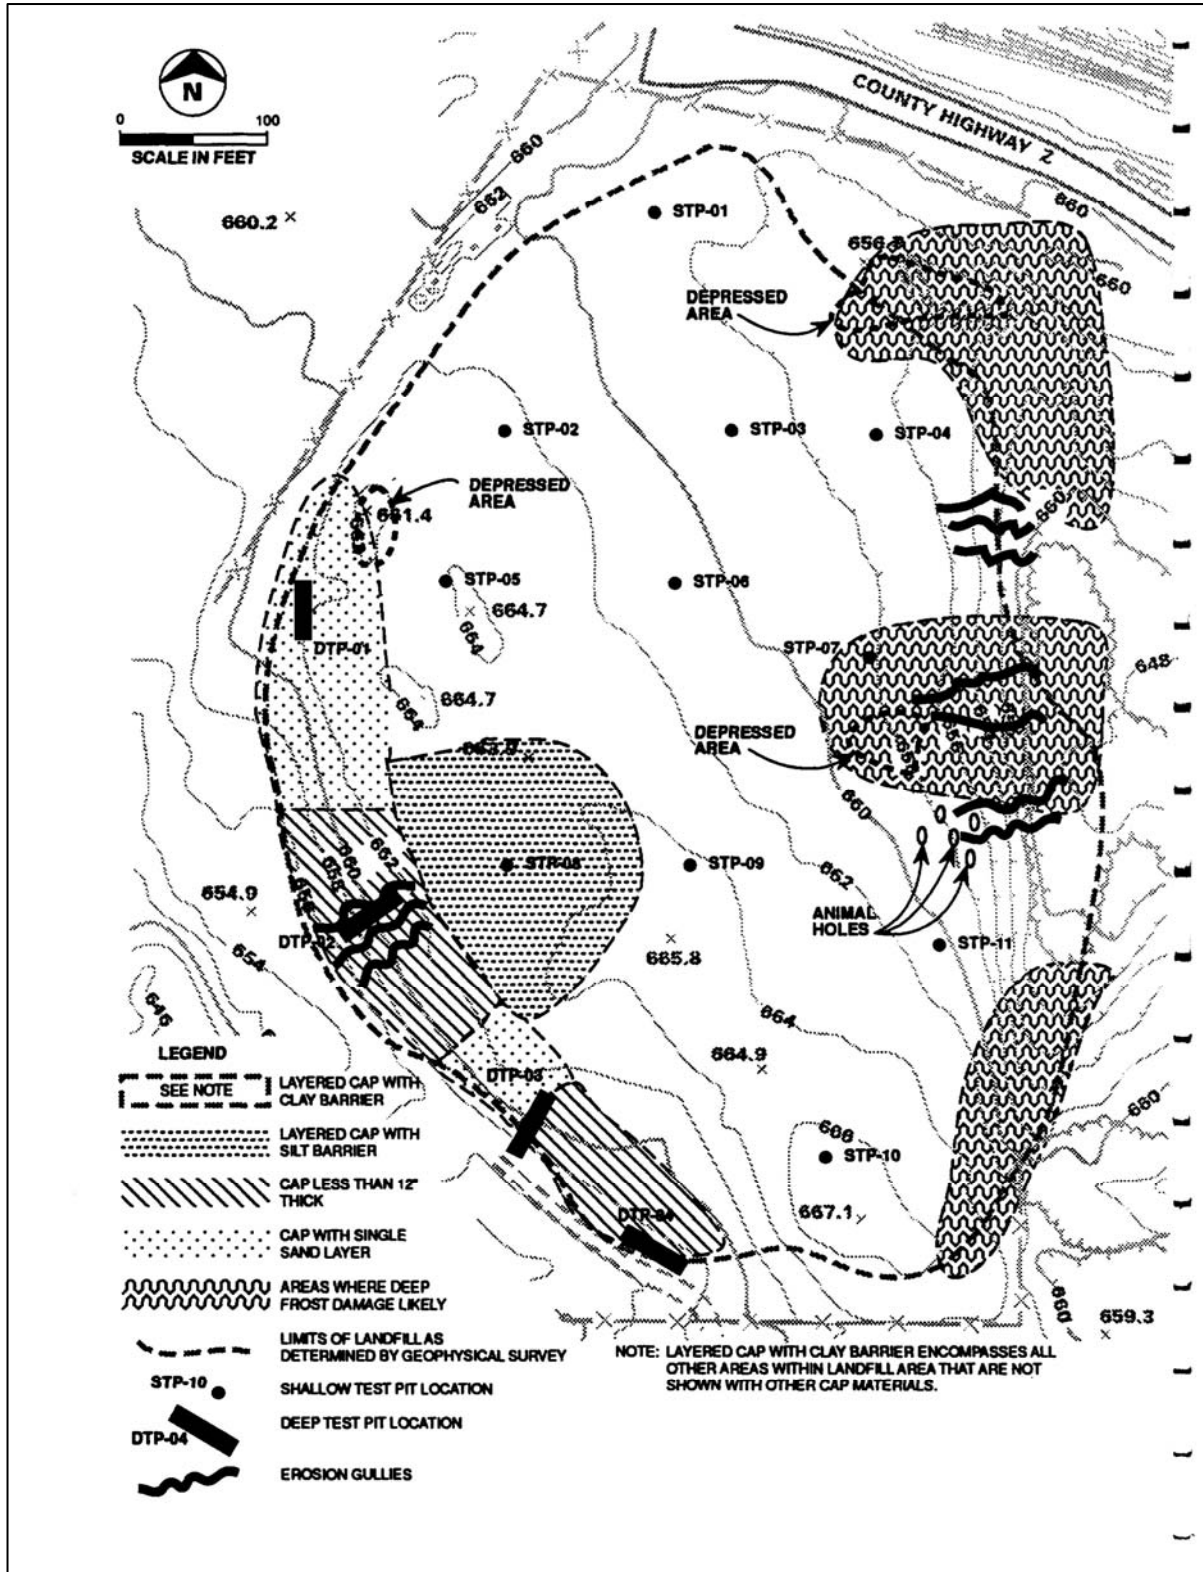 N
0 100
SCALE IN FEET
COUNTY HIGHWAY Z
660
662
660.2
STP-01
660
660
DEPRESSED
AREA
STP-02
STP-03
STP-04
DEPRESSED
AREA
660
STP-05
STP-06
664.7
664
STP-07
DTP-01
648
664.7
664
DEPRESSED
AREA
656
660
662
660
658
STP-08
STP-09
662
654.9
ANIMAL
HOLES
DTP-02
STP-11
665.8
654
646
664
664.9
DTP-03
660
668
STP-10
667.1
DTP-04
660
659.3
LEGEND
SEE NOTE
LAYERED CAP WITH
CLAY BARRIER
LAYERED CAP WITH
SILT BARRIER
CAP LESS THAN 12"
THICK
CAP WITH SINGLE
SAND LAYER
AREAS WHERE DEEP
FROST DAMAGE LIKELY
LIMITS OF LANDFILL AS
DETERMINED BY GEOPHYSICAL SURVEY
STP-10
SHALLOW TEST PIT LOCATION
DTP-04
DEEP TEST PIT LOCATION
EROSION GULLIES
NOTE: LAYERED CAP WITH CLAY BARRIER ENCOMPASSES ALL
OTHER AREAS WITHIN LANDFILL AREA THAT ARE NOT
SHOWN WITH OTHER CAP MATERIALS.